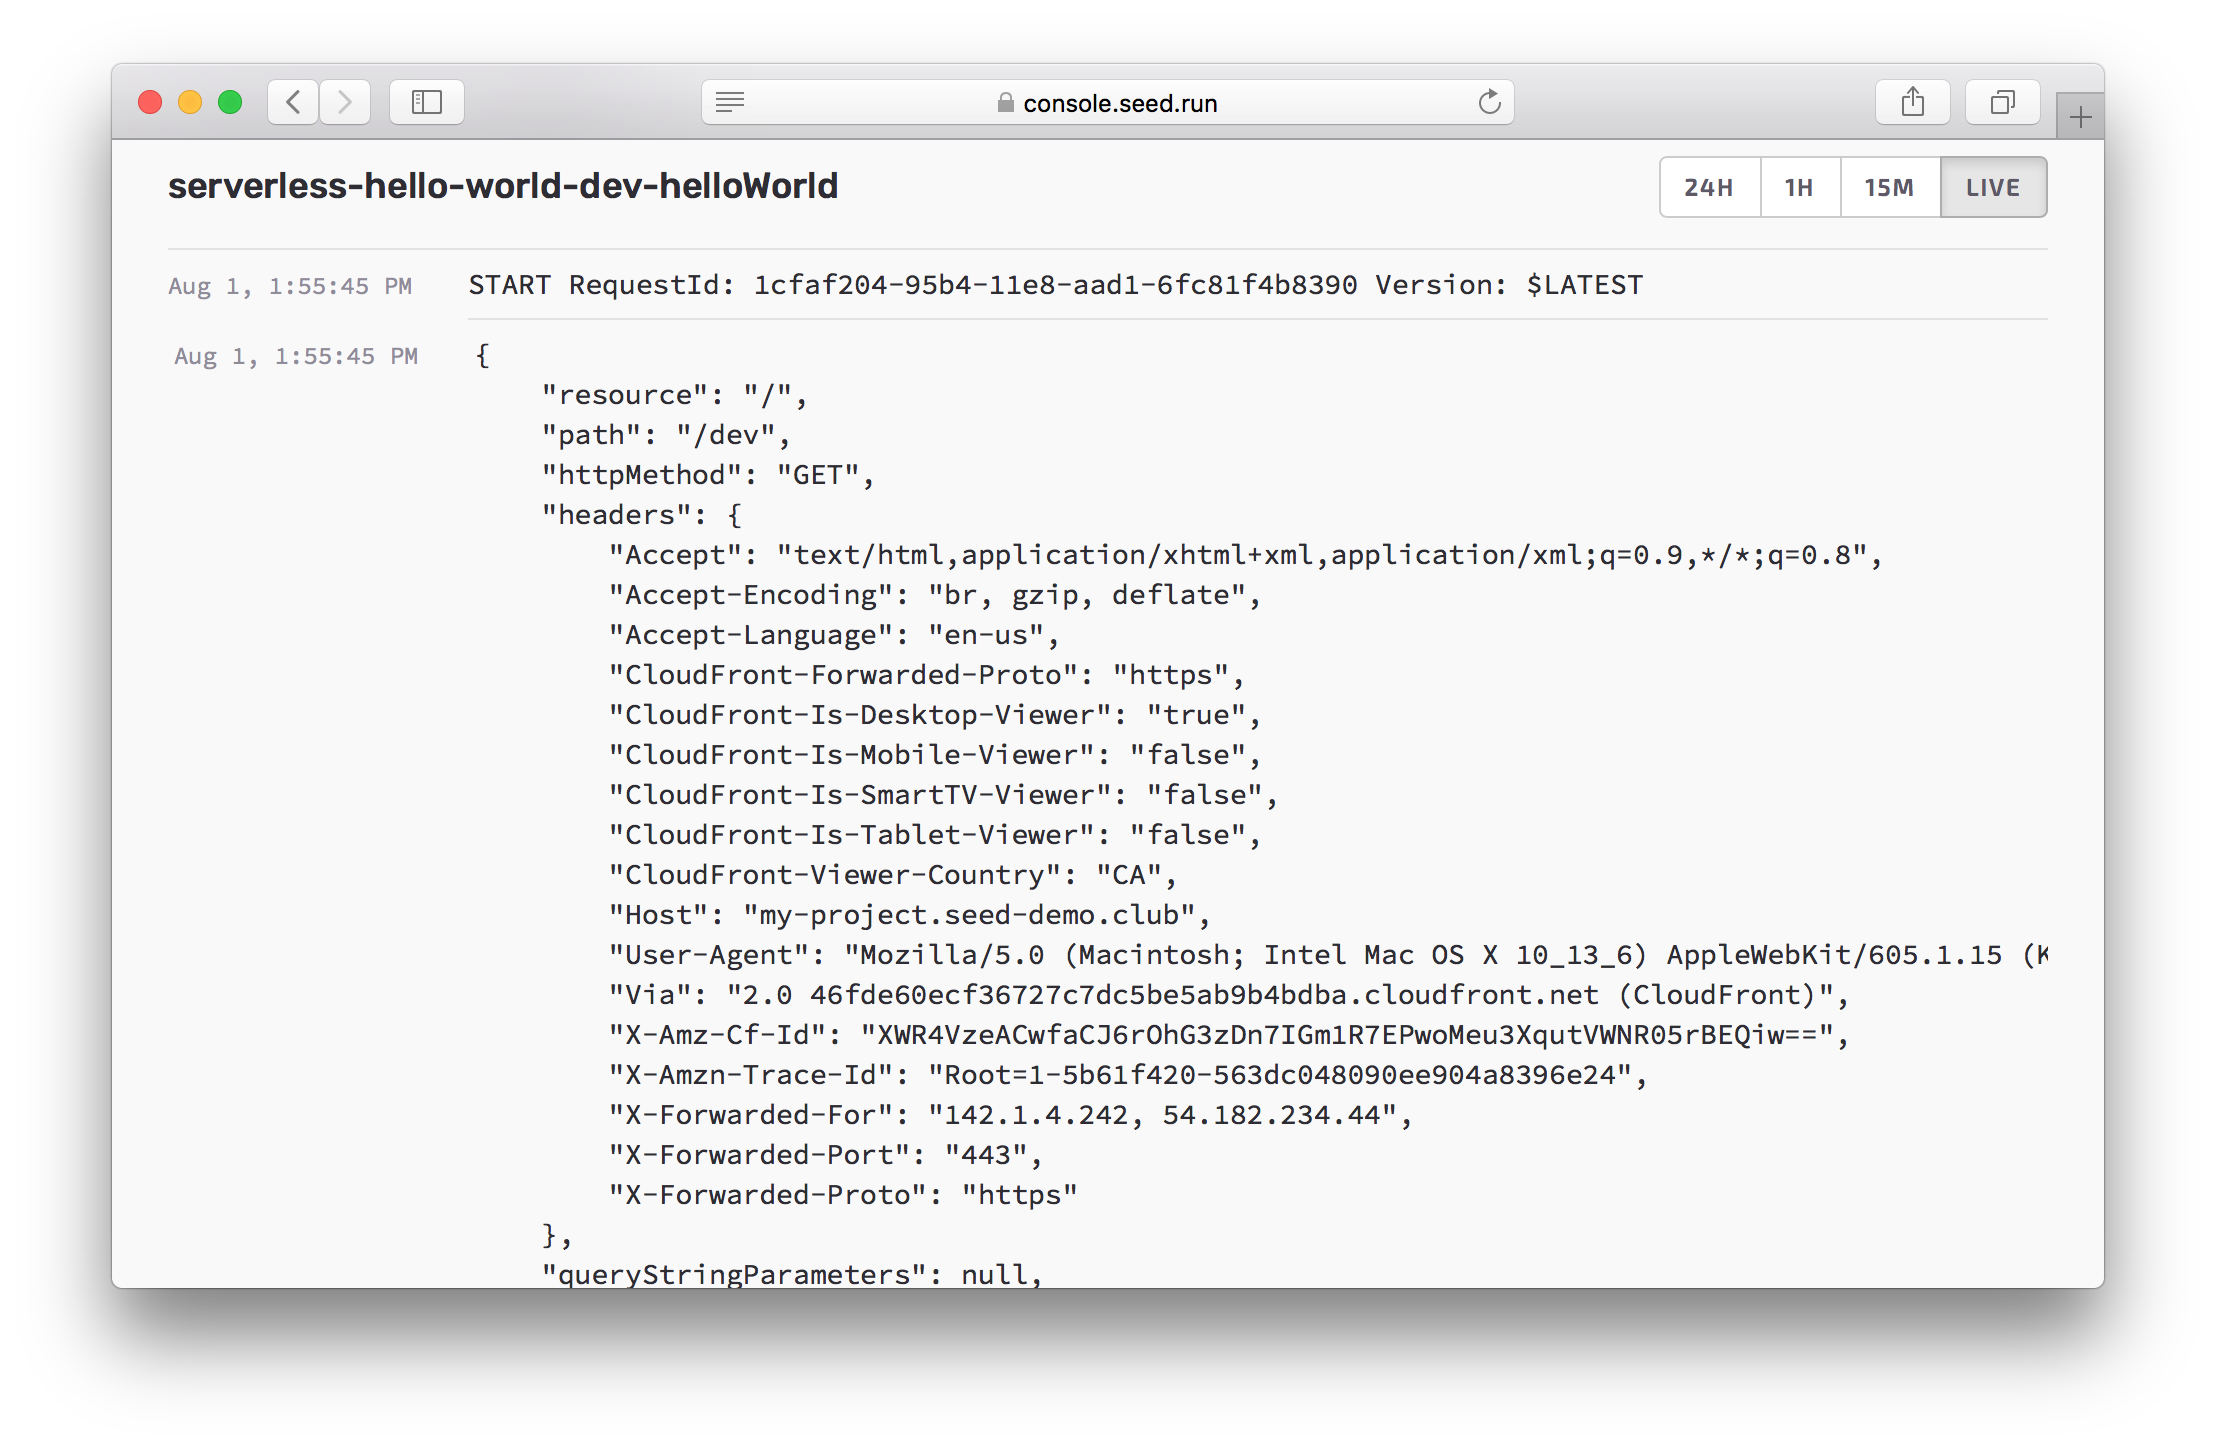 console.seed.run
serverless-hello-world-dev-helloWorld
24H 1H 15M LIVE
Aug 1, 1:55:45 PM START RequestId: 1cfaf204-95b4-11e8-aad1-6fc81f4b8390 Version: $LATEST
Aug 1, 1:55:45 PM {
"resource": "/",
"path": "/dev",
"httpMethod": "GET",
"headers": {
"Accept": "text/html,application/xhtml+xml,application/xml;q=0.9,*/*;q=0.8",
"Accept-Encoding": "br, gzip, deflate",
"Accept-Language": "en-us",
"CloudFront-Forwarded-Proto": "https",
"CloudFront-Is-Desktop-Viewer": "true",
"CloudFront-Is-Mobile-Viewer": "false",
"CloudFront-Is-SmartTV-Viewer": "false",
"CloudFront-Is-Tablet-Viewer": "false",
"CloudFront-Viewer-Country": "CA",
"Host": "my-project.seed-demo.club",
"User-Agent": "Mozilla/5.0 (Macintosh; Intel Mac OS X 10_13_6) AppleWebKit/605.1.15 (K
"Via": "2.0 46fde60ecf36727c7dc5be5ab9b4bdba.cloudfront.net (CloudFront)",
"X-Amz-Cf-Id": "XWR4VzeACwfaCJ6rOhG3zDn7IGm1R7EPwoMeu3XqutVWNR05rBEQiw==",
"X-Amzn-Trace-Id": "Root=1-5b61f420-563dc048090ee904a8396e24",
"X-Forwarded-For": "142.1.4.242, 54.182.234.44",
"X-Forwarded-Port": "443",
"X-Forwarded-Proto": "https"
},
"queryStringParameters": null,